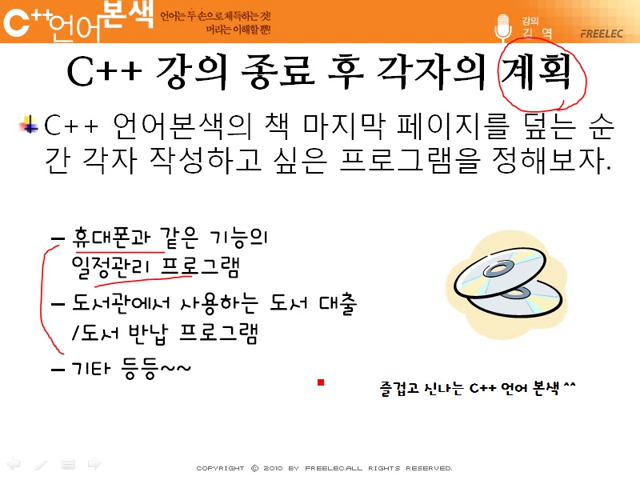 C++언어본색
언어는 두 손으로 체득하는 것!
머리는 이해할 뿐!
강의
김 역
FREELEC
C++ 강의 종료 후 각자의 계획
C++ 언어본색의 책 마지막 페이지를 덮는 순
간 각자 작성하고 싶은 프로그램을 정해보자.
– 휴대폰과 같은 기능의
일정관리 프로그램
– 도서관에서 사용하는 도서 대출
/도서 반납 프로그램
– 기타 등등~~
즐겁고 신나는 C++ 언어 본색 ^^
COPYRIGHT © 2010 BY FREELEC.ALL RIGHTS RESERVED.